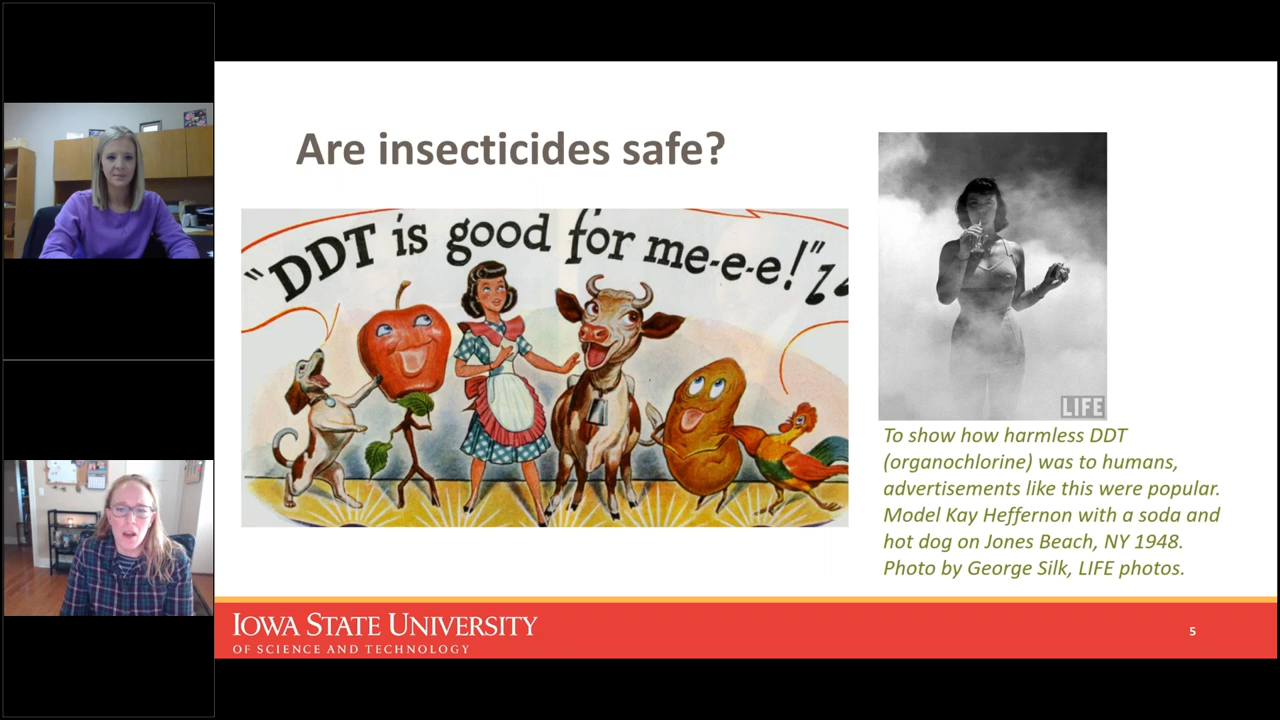 Are insecticides safe?
"DDT is good for me-e-e!"
LIFE
To show how harmless DDT
(organochlorine) was to humans,
advertisements like this were popular.
Model Kay Heffernon with a soda and
hot dog on Jones Beach, NY 1948.
Photo by George Silk, LIFE photos.
IOWA STATE UNIVERSITY
OF SCIENCE AND TECHNOLOGY
5